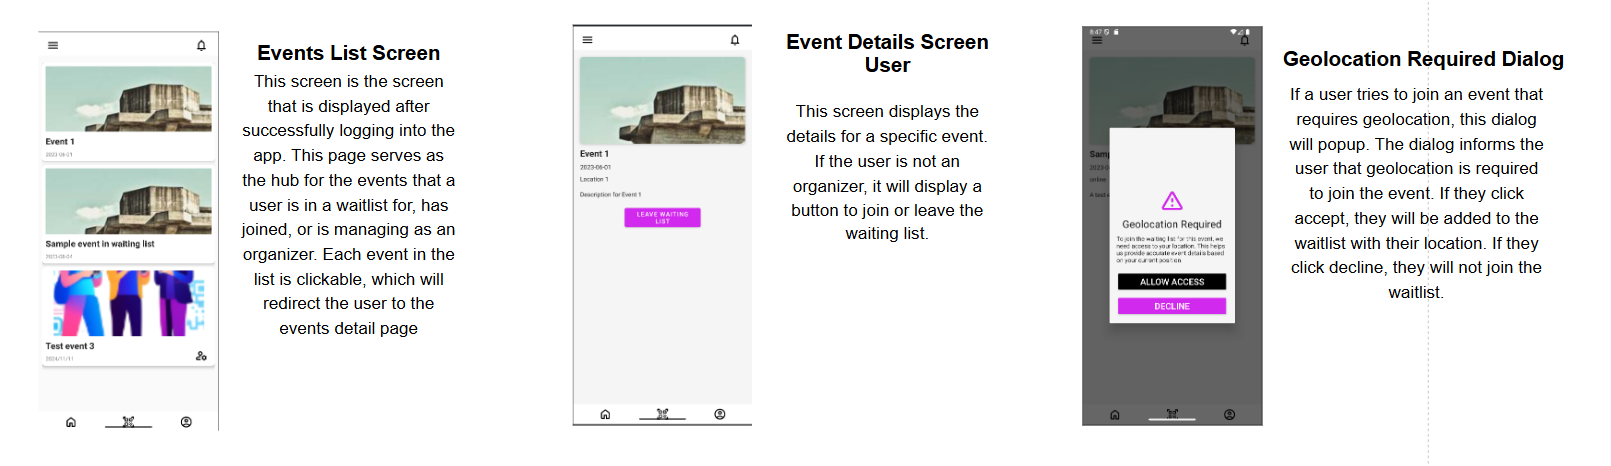 Event 1
2023-06-01
Sample event in waiting list
Test event 3
2024/11/11
Events List Screen
This screen is the screen
that is displayed after
successfully logging into the
app. This page serves as
the hub for the events that a
user is in a waitlist for, has
joined, or is managing as an
organizer. Each event in the
list is clickable, which will
redirect the user to the
events detail page
Event 1
2023-06-01
Location 1
Description for Event 1
LEAVE WAITING
LIST
Event Details Screen
User
This screen displays the
details for a specific event.
If the user is not an
organizer, it will display a
button to join or leave the
waiting list.
8:47
Samp
online
A test e
Geolocation Required
To join the waiting list for this event, we
need access to your location. This helps
us provide accurate event details based
on your current position.
ALLOW ACCESS
DECLINE
Geolocation Required Dialog
If a user tries to join an event that
requires geolocation, this dialog
will popup. The dialog informs the
user that geolocation is required
to join the event. If they click
accept, they will be added to the
waitlist with their location. If they
click decline, they will not join the
waitlist.